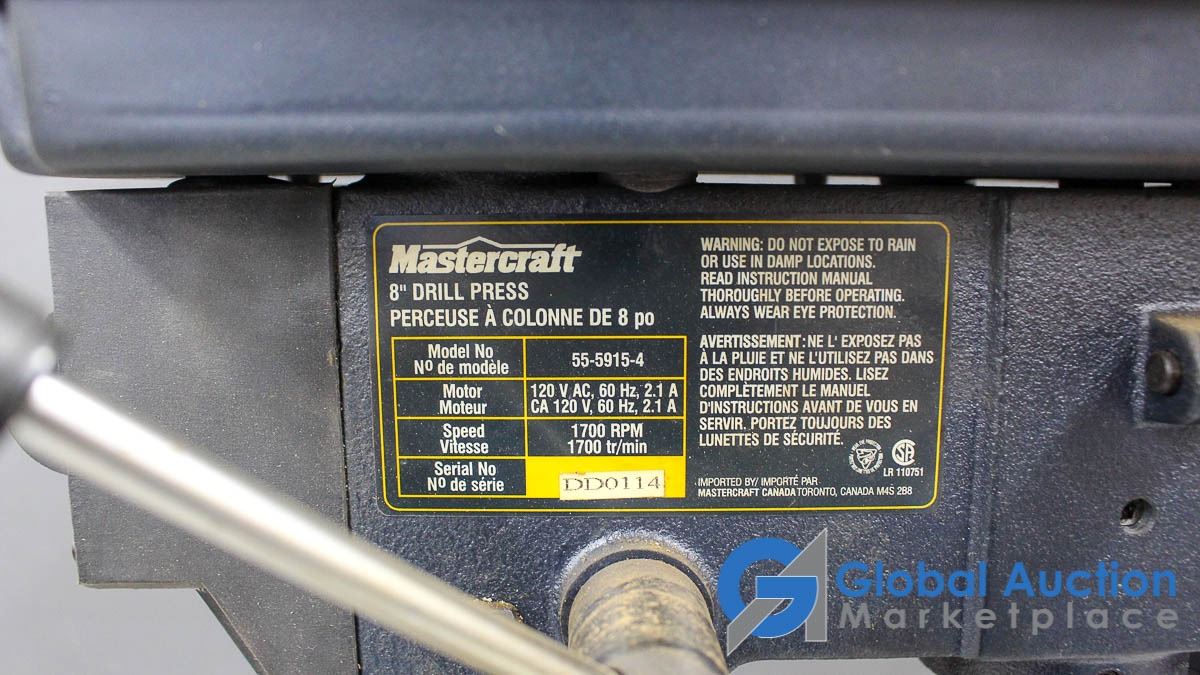 Mastercraft
8" DRILL PRESS
PERCEUSE À COLONNE DE 8 po
Model No
Nº de modèle
55-5915-4
Motor
Moteur
120 V AC, 60 Hz, 2.1 A
CA 120 V, 60 Hz, 2.1 A
Speed
Vitesse
1700 RPM
1700 tr/min
Serial No
Nº de série
DD0114
WARNING: DO NOT EXPOSE TO RAIN
OR USE IN DAMP LOCATIONS.
READ INSTRUCTION MANUAL
THOROUGHLY BEFORE OPERATING.
ALWAYS WEAR EYE PROTECTION.
AVERTISSEMENT: NE L' EXPOSEZ PAS
À LA PLUIE ET NE L'UTILISEZ PAS DANS
DES ENDROITS HUMIDES. LISEZ
COMPLÈTEMENT LE MANUEL
D'INSTRUCTIONS AVANT DE VOUS EN
SERVIR. PORTEZ TOUJOURS DES
LUNETTES DE SÉCURITÉ.
LR 110751
IMPORTED BY/ IMPORTÉ PAR
MASTERCRAFT CANADA TORONTO, CANADA M4S 2B8
Global Auction
Marketplace